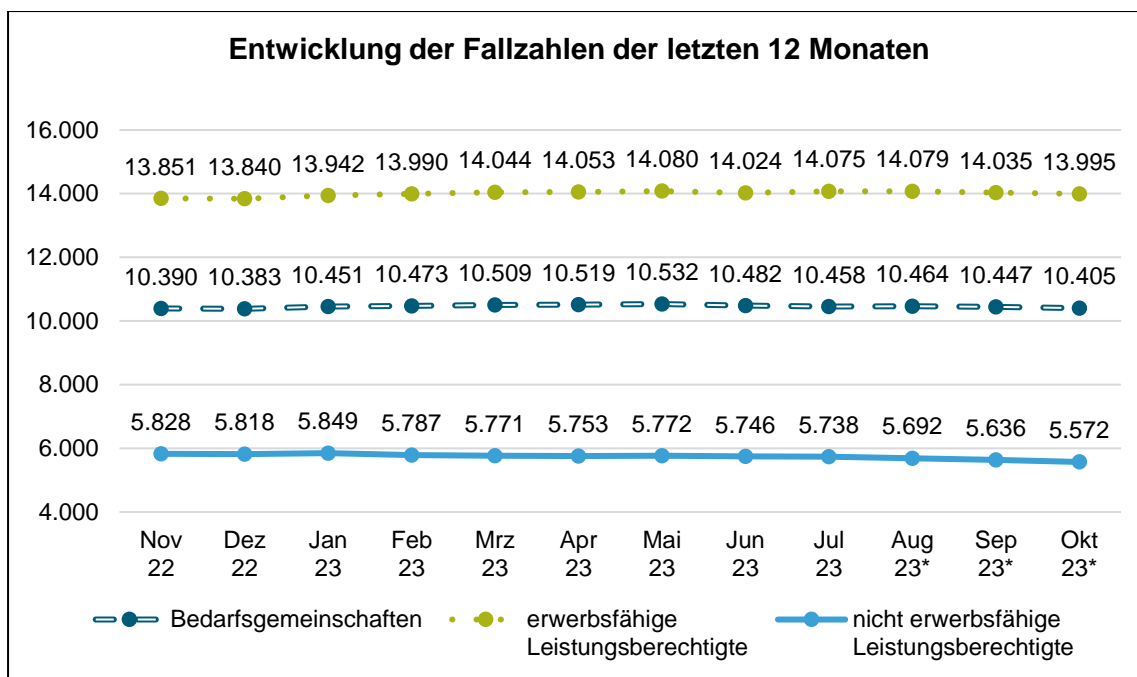 Entwicklung der Fallzahlen der letzten 12 Monaten
16.000
13.851 13.840 13.942 13.990 14.044 14.053 14.080 14.024 14.075 14.079 14.035 13.995
14.000
12.000
10.390 10.383 10.451 10.473 10.509 10.519 10.532 10.482 10.458 10.464 10.447 10.405
10.000
8.000
5.828 5.818 5.849 5.787 5.771 5.753 5.772 5.746 5.738 5.692 5.636 5.572
6.000
4.000
Nov Dez Jan Feb Mrz Apr Mai Jun Jul Aug Sep Okt
22 22 23 23 23 23 23 23 23 23* 23* 23*
Bedarfsgemeinschaften
erwerbsfähige
Leistungsberechtigte
nicht erwerbsfähige
Leistungsberechtigte